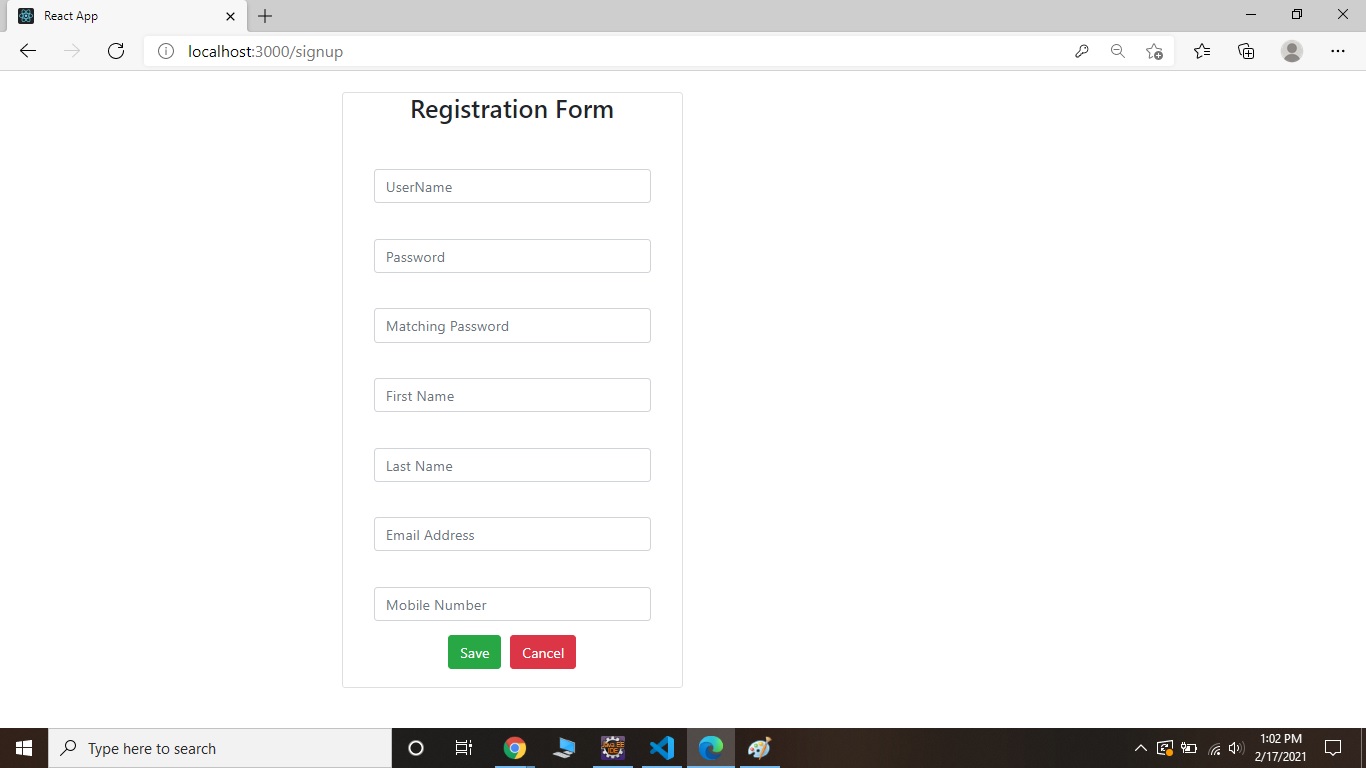 React App
localhost:3000/signup
Registration Form
UserName
Password
Matching Password
First Name
Last Name
Email Address
Mobile Number
Save Cancel
Type here to search
1:02 PM
2/17/2021